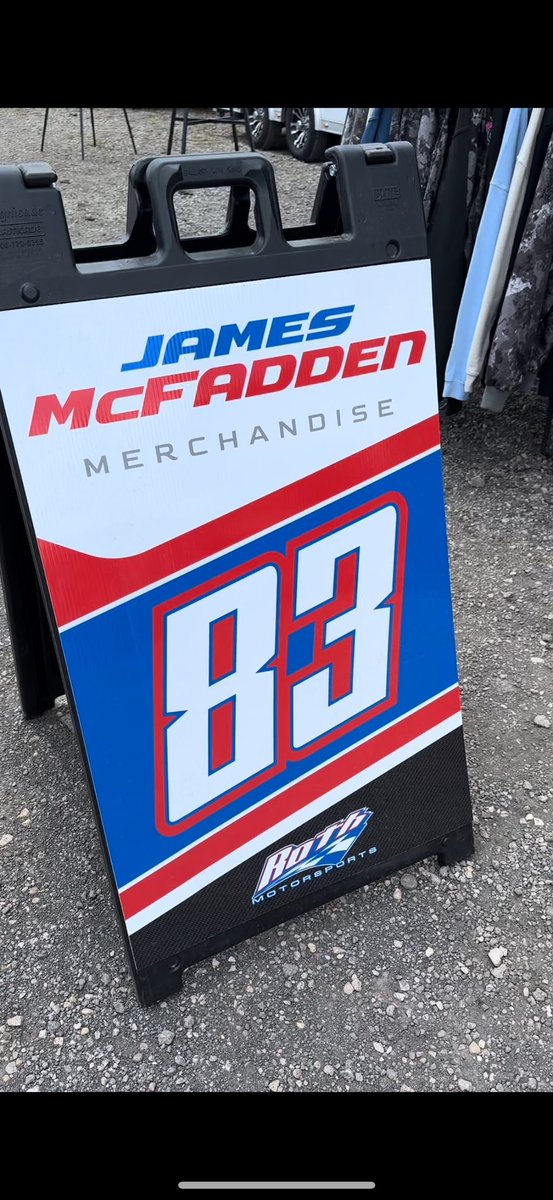 JAMES
McFADDEN
MERCHANDISE
83
Roth
MOTORSPORTS